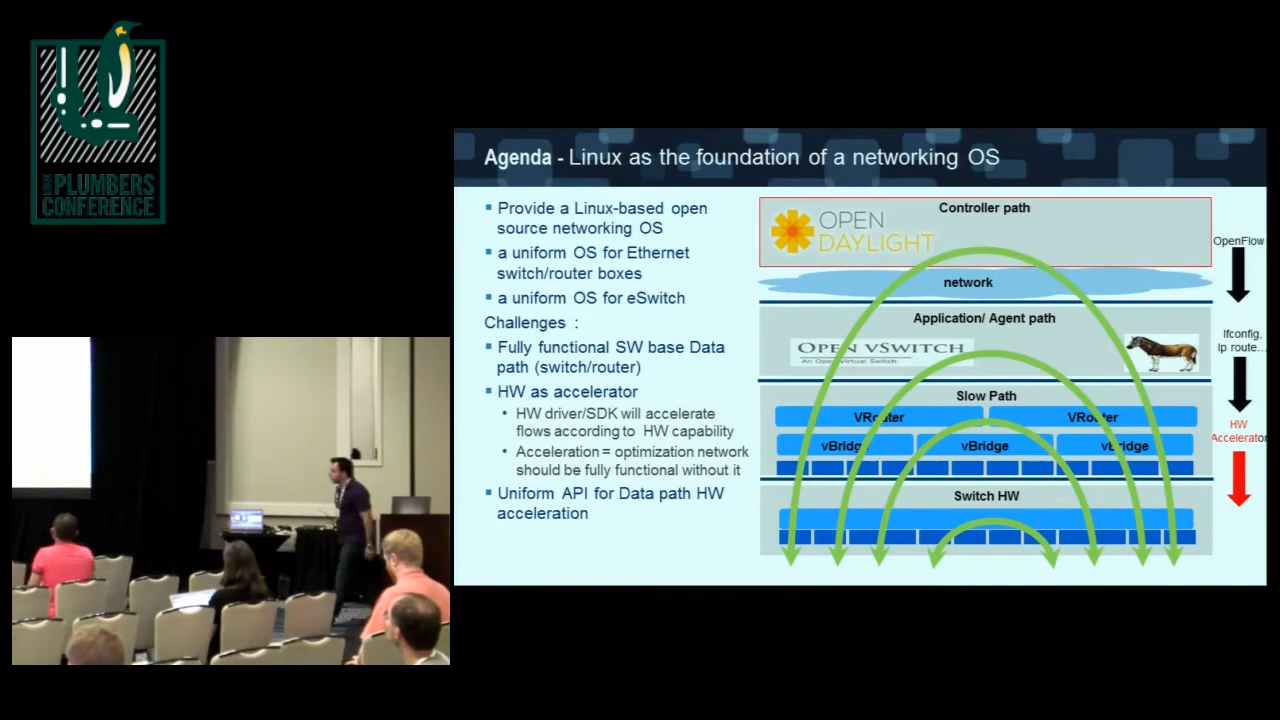 LINUX
PLUMBERS
CONFERENCE
Agenda - Linux as the foundation of a networking OS
Provide a Linux-based open
source networking OS
a uniform OS for Ethernet
switch/router boxes
a uniform OS for eSwitch
Challenges :
Fully functional SW base Data
path (switch/router)
HW as accelerator
HW driver/SDK will accelerate
flows according to HW capability
Acceleration = optimization network
should be fully functional without it
Uniform API for Data path HW
acceleration
Controller path
OPEN
DAYLIGHT
network
Application/ Agent path
OPEN VSWITCH
An Open Virtual Switch
Slow Path
VRouter
VRouter
vBridge
vBridge
vBridge
Switch HW
OpenFlow
Ifconfig,
Ip route...
HW
Accelerator